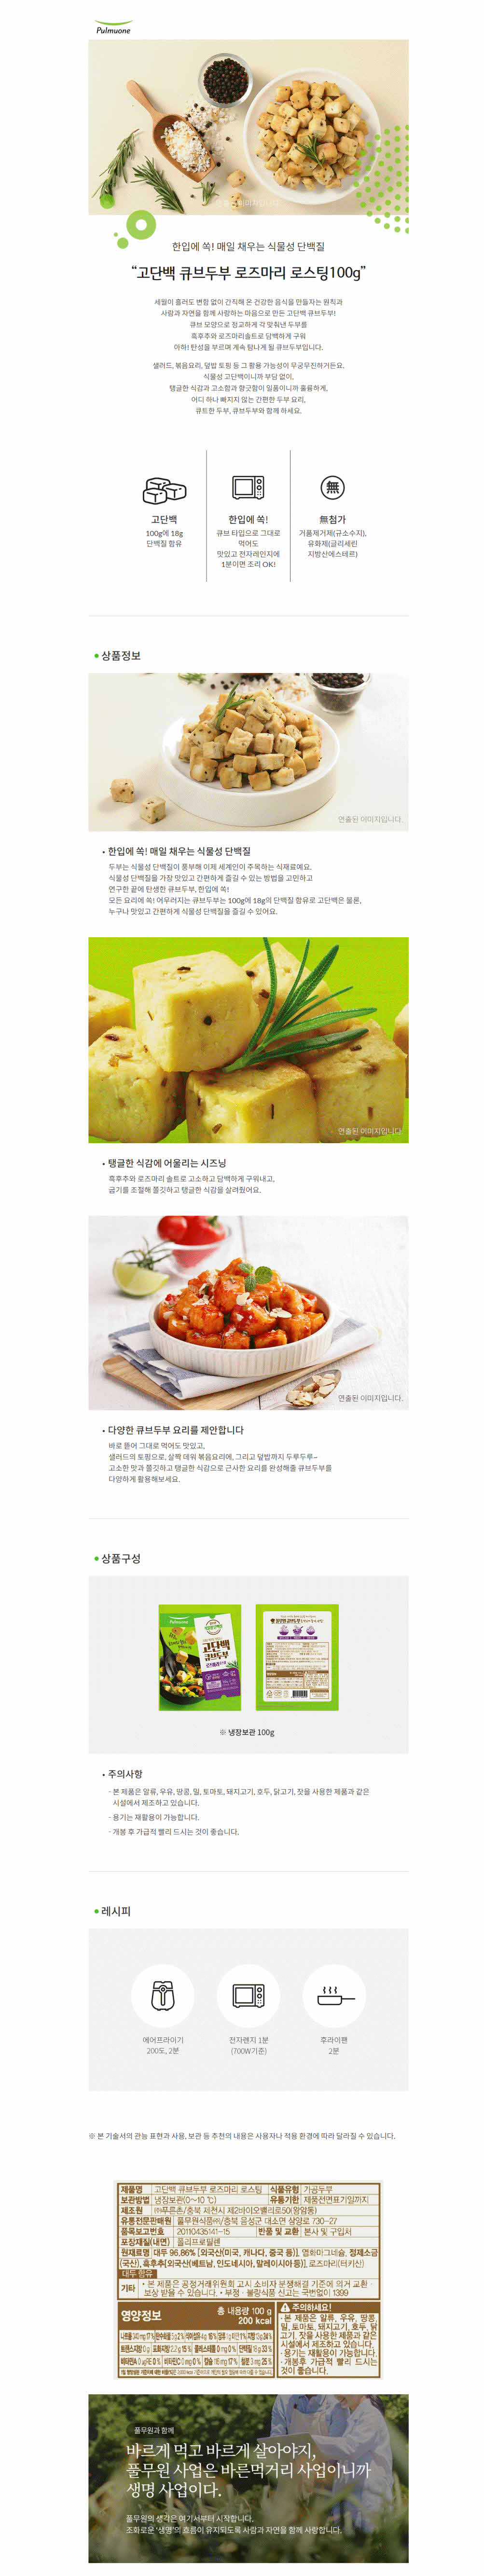 Pulmuone
한입에 쏙! 매일 채우는 식물성 단백질
“고단백 큐브두부 로즈마리 로스팅100g”
세월이 흘러도 변함 없이 간직해 온 건강한 음식을 만들자는 원칙과
사람과 자연을 함께 사랑하는 마음으로 만든 고단백 큐브두부!
큐브 모양으로 정교하게 각 맞춰낸 두부를
흑후추와 로즈마리솔트로 담백하게 구워
아하! 탄성을 부르며 계속 탐나게 될 큐브두부입니다.
샐러드, 볶음요리, 덮밥 토핑 등 그 활용 가능성이 무궁무진하거든요.
식물성 고단백이니까 부담 없이,
탱글한 식감과 고소함과 향긋함이 일품이니까 훌륭하게,
어디 하나 빠지지 않는 간편한 두부 요리,
큐트한 두부, 큐브두부와 함께 하세요.
無
고단백
100g에 18g
단백질 함유
한입에 쏙!
큐브 타입으로 그대로
먹어도
맛있고 전자레인지에
1분이면 조리 OK!
無첨가
거품제거제(규소수지),
유화제(글리세린
지방산에스테르)
상품정보
연출된 이미지입니다.
• 한입에 쏙! 매일 채우는 식물성 단백질
두부는 식물성 단백질이 풍부해 이제 세계인이 주목하는 식재료예요.
식물성 단백질을 가장 맛있고 간편하게 즐길 수 있는 방법을 고민하고
연구한 끝에 탄생한 큐브두부, 한입에 쏙!
모든 요리에 쏙! 어우러지는 큐브두부는 100g에 18g의 단백질 함유로 고단백은 물론,
누구나 맛있고 간편하게 식물성 단백질을 즐길 수 있어요.
연출된 이미지입니다.
• 탱글한 식감에 어울리는 시즈닝
흑후추와 로즈마리 솔트로 고소하고 담백하게 구워내고,
굽기를 조절해 쫄깃하고 탱글한 식감을 살려줬어요.
연출된 이미지입니다.
• 다양한 큐브두부 요리를 제안합니다
바로 뜯어 그대로 먹어도 맛있고,
샐러드의 토핑으로, 살짝 데워 볶음요리에, 그리고 덮밥까지 두루두루~
고소한 맛과 쫄깃하고 탱글한 식감으로 근사한 요리를 완성해줄 큐브두부를
다양하게 활용해보세요.
상품구성
Pulmuone
고단백
큐브두부
※ 냉장보관 100g
• 주의사항
- 본 제품은 알류, 우유, 땅콩, 밀, 토마토, 돼지고기, 호두, 닭고기, 잣을 사용한 제품과 같은
시설에서 제조하고 있습니다.
- 용기는 재활용이 가능합니다.
- 개봉 후 가급적 빨리 드시는 것이 좋습니다.
레시피
에어프라이기
200도, 2분
전자렌지 1분
(700W기준)
후라이팬
2분
※ 본 기술서의 관능 표현과 사용, 보관 등 추천의 내용은 사용자나 적용 환경에 따라 달라질 수 있습니다.
제품명 고단백 큐브두부 로즈마리 로스팅 식품유형 가공두부
보관방법 냉장보관(0~10 ℃) 유통기한 제품전면표기일까지
제조원 ㈜푸른촌/충북 제천시 제2바이오밸리로50(왕암동)
유통전문판매원 풀무원식품㈜/충북 음성군 대소면 삼양로 730-27
품목보고번호 20110435141-15 반품 및 교환 본사 및 구입처
포장재질(내면) 폴리프로필렌
원재료명 대두 96.86% [외국산(미국, 캐나다, 중국 등)], 염화마그네슘, 정제소금
(국산), 흑후추[외국산(베트남, 인도네시아, 말레이시아 등)], 로즈마리(터키산)
대두 함유
기타 • 본 제품은 공정거래위원회 고시 소비자 분쟁해결 기준에 의거 교환·
보상 받을 수 있습니다. • 부정·불량식품 신고는 국번없이 1399
영양정보 총 내용량 100 g
200 kcal
주의하세요!
· 본 제품은 알류, 우유, 땅콩,
밀, 토마토, 돼지고기, 호두, 닭
고기, 잣을 사용한 제품과 같은
시설에서 제조하고 있습니다.
· 용기는 재활용이 가능합니다.
· 개봉후 가급적 빨리 드시는
것이 좋습니다.
풀무원과 함께
바르게 먹고 바르게 살아야지,
풀무원 사업은 바른먹거리 사업이니까
생명 사업이다.
풀무원의 생각은 여기서부터 시작합니다.
조화로운 ‘생명’의 흐름이 유지되도록 사람과 자연을 함께 사랑합니다.